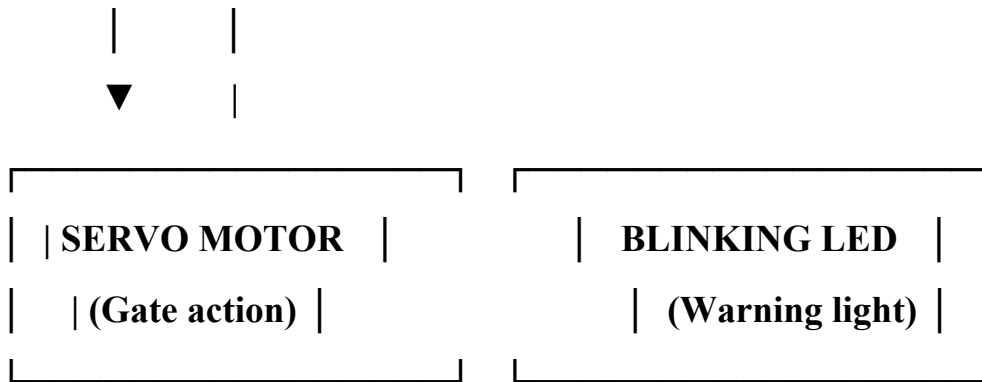 │ │
▼ |
┌────────────────────┐ ┌────────────────────
│ | SERVO MOTOR │ │ BLINKING LED │
│ | (Gate action) │ │ (Warning light) │
└────────────────────┘ └────────────────────